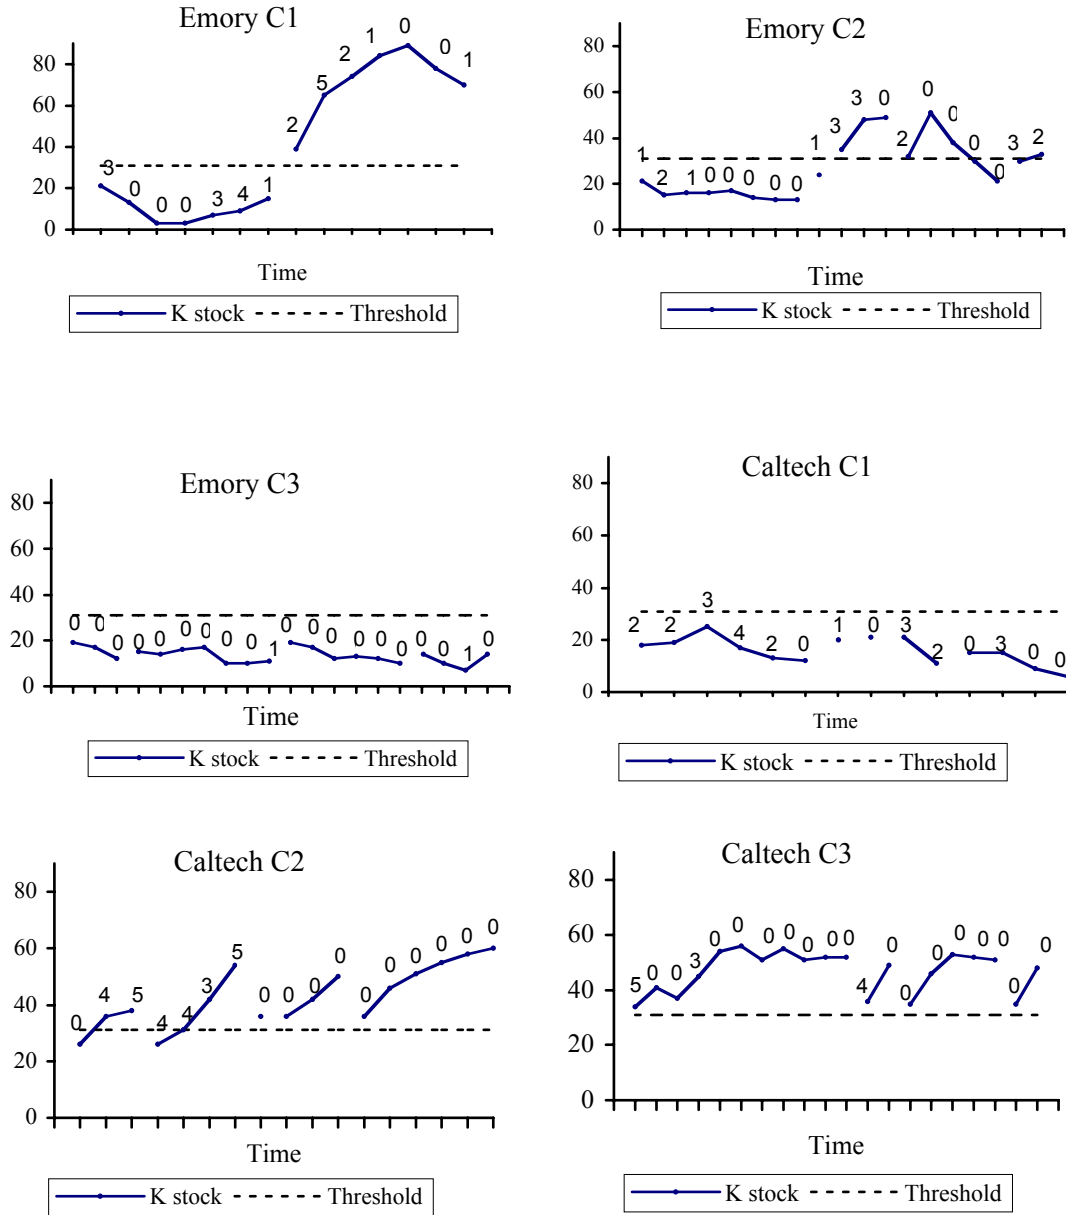 Emory C1
80
60
40
20
0
3 0 0 0 3 4 1 2 5 2 1 0 0 1
Time
K stock Threshold
Emory C2
80
60
40
20
0
1 2 1 0 0 0 0 0 1 3 3 0 2 0 0 0 0 3 2
Time
K stock Threshold
Emory C3
80
60
40
20
0
0 0 0 0 0 0 0 0 0 1 0 0 0 0 0 0 0 0 1 0
Time
K stock Threshold
Caltech C1
80
60
40
20
0
2 2 3 4 2 0 1 0 3 2 0 3 0 0
Time
K stock Threshold
Caltech C2
80
60
40
20
0
0 4 5 4 4 3 5 0 0 0 0 0 0 0 0 0 0
Time
K stock Threshold
Caltech C3
80
60
40
20
0
5 0 0 3 0 0 0 0 0 0 0 4 0 0 0 0 0 0 0 0
Time
K stock Threshold